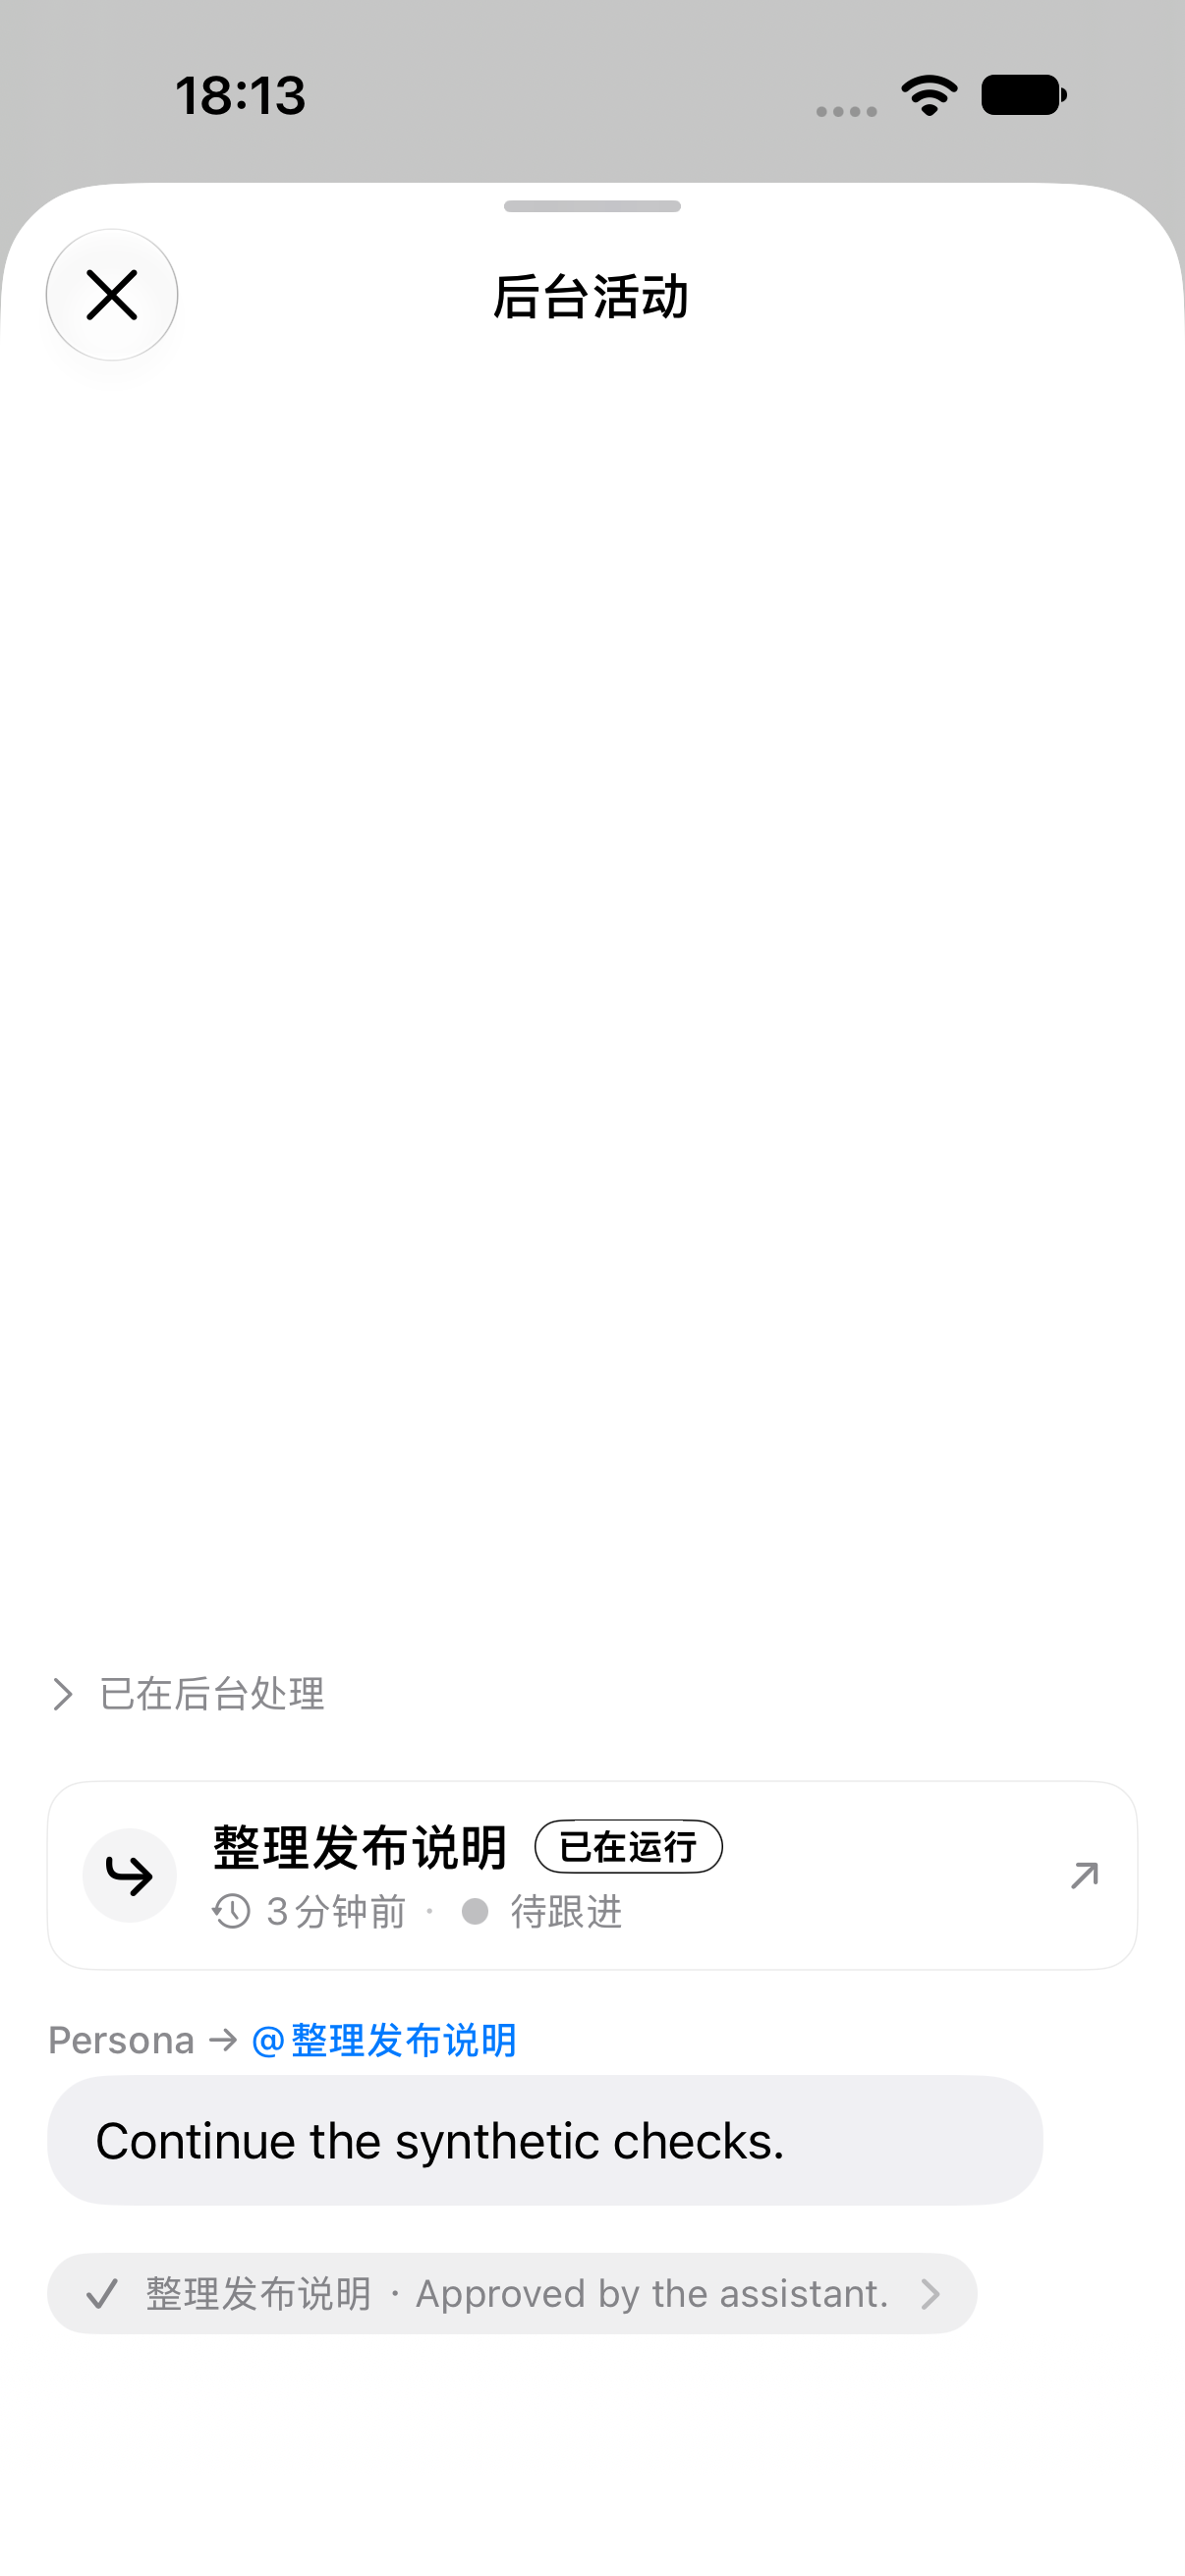 18:13
后台活动
已在后台处理
整理发布说明 已在运行
3分钟前 · 待跟进
Persona → @整理发布说明
Continue the synthetic checks.
整理发布说明 · Approved by the assistant.